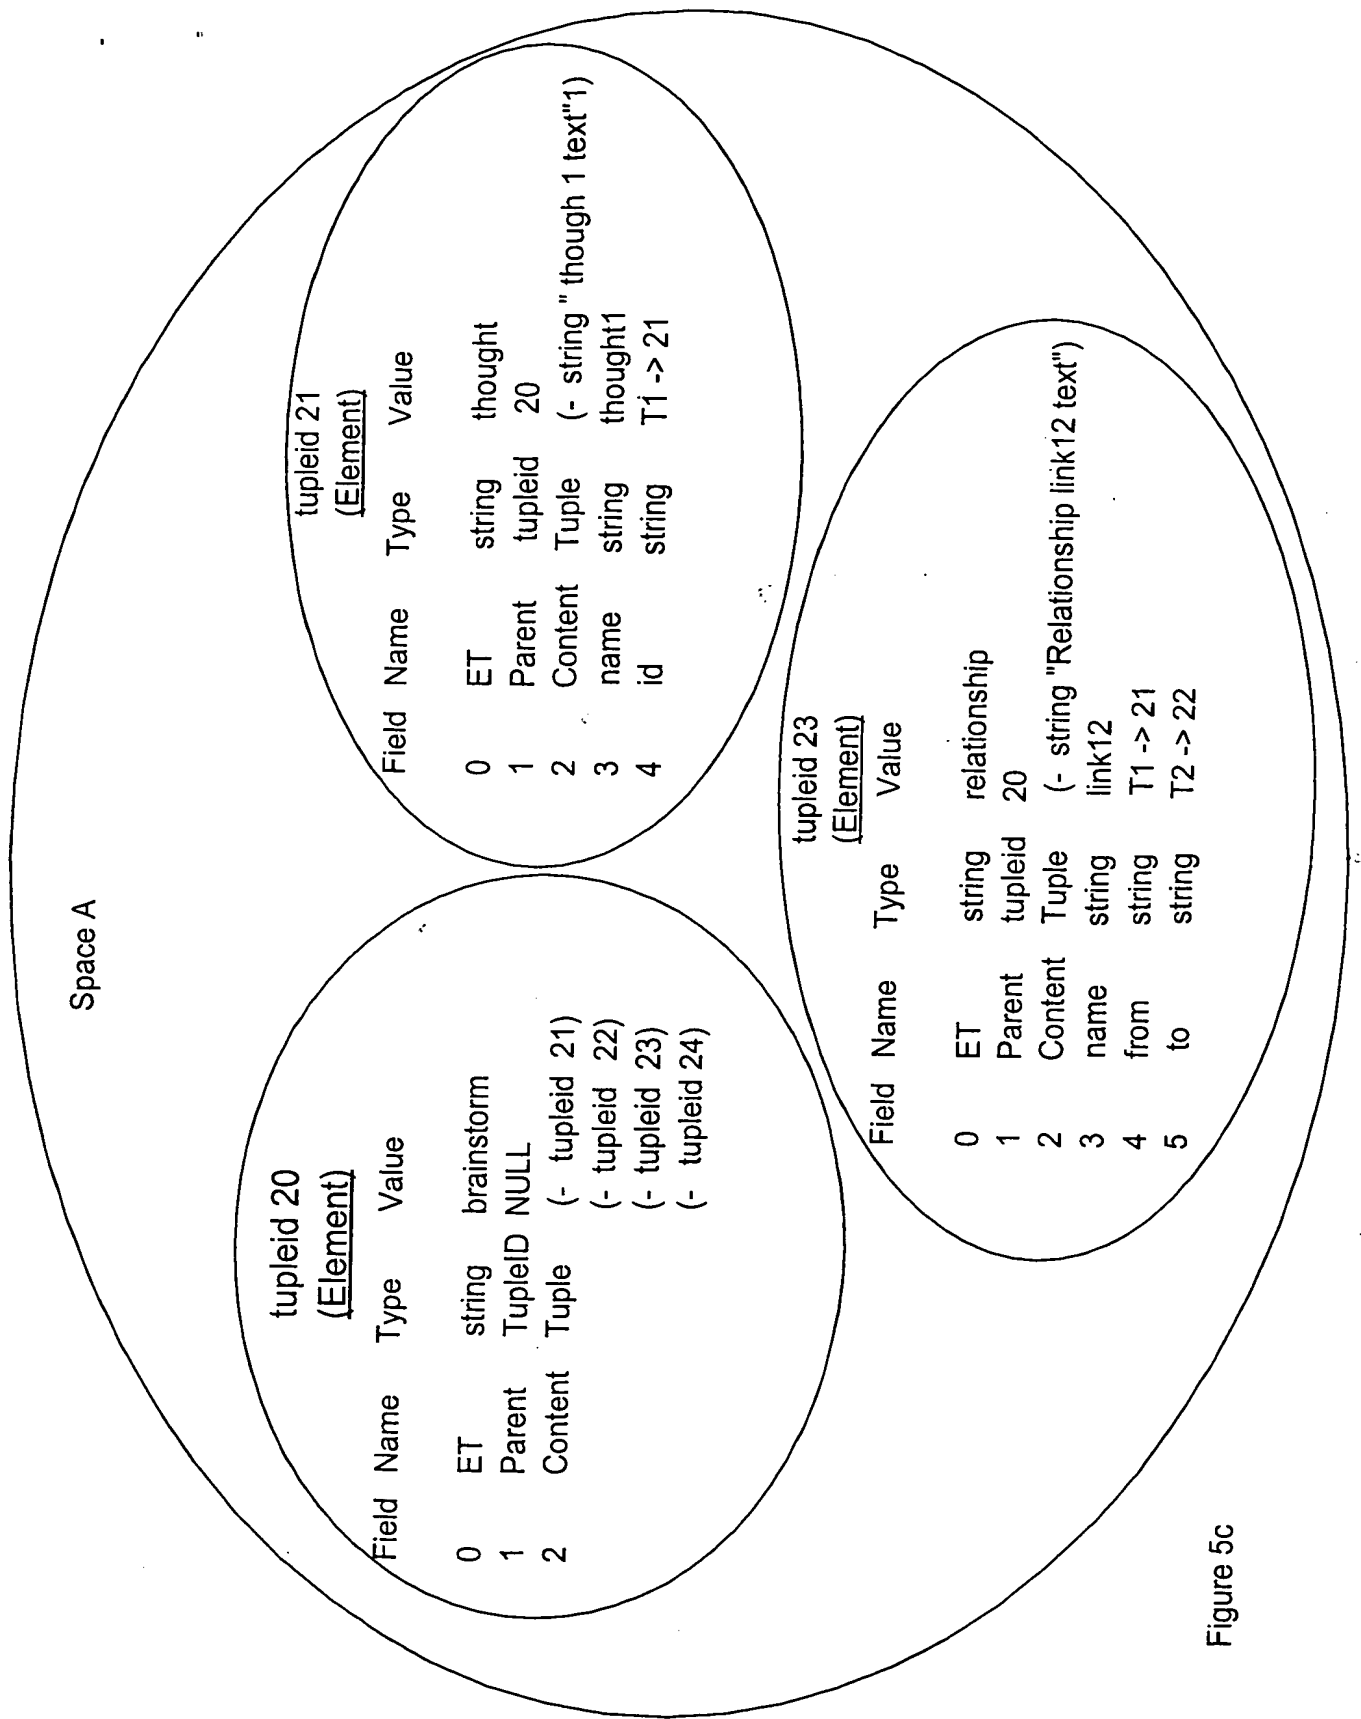 Space A
tupleid 20
(Element)
Field Name Type Value
0 ET string brainstorm
1 Parent TupleID NULL
2 Content Tuple (- tupleid 21)
(- tupleid 22)
(- tupleid 23)
(- tupleid 24)
tupleid 21
(Element)
Field Name Type Value
0 ET string thought
1 Parent tupleid 20
2 Content Tuple (- string " though 1 text"1)
3 name string thought1
4 id string T1 -> 21
tupleid 23
(Element)
Field Name Type Value
0 ET string relationship
1 Parent tupleid 20
2 Content Tuple (- string "Relationship link12 text")
3 name string link12
4 from string T1 -> 21
5 to string T2 -> 22
Figure 5c